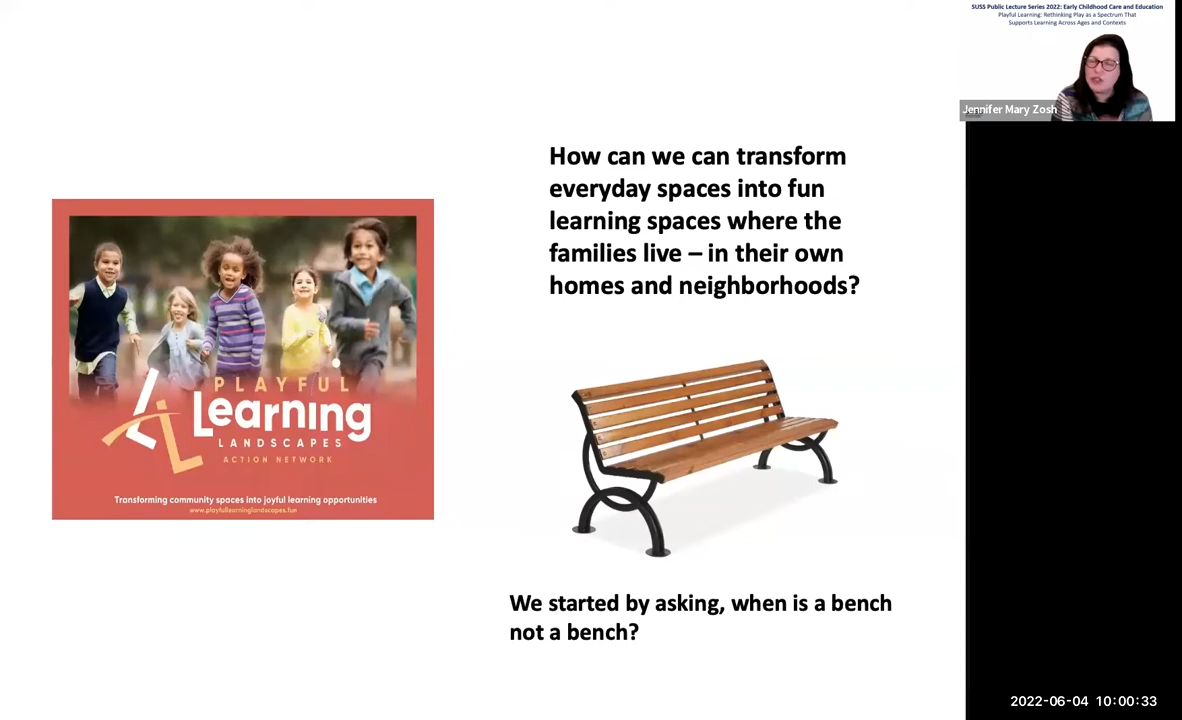 SUSS Public Lecture Series 2022: Early Childhood Care and Education
Playful Learning: Rethinking Play as a Spectrum That
Supports Learning Across Ages and Contexts
Jennifer Mary Zosh
How can we can transform
everyday spaces into fun
learning spaces where the
families live – in their own
homes and neighborhoods?
PLAYFUL
Learning
LANDSCAPES
ACTION NETWORK
Transforming community spaces into joyful learning opportunities
www.playfullearninglandscapes.fun
We started by asking, when is a bench
not a bench?
2022-06-04 10:00:33